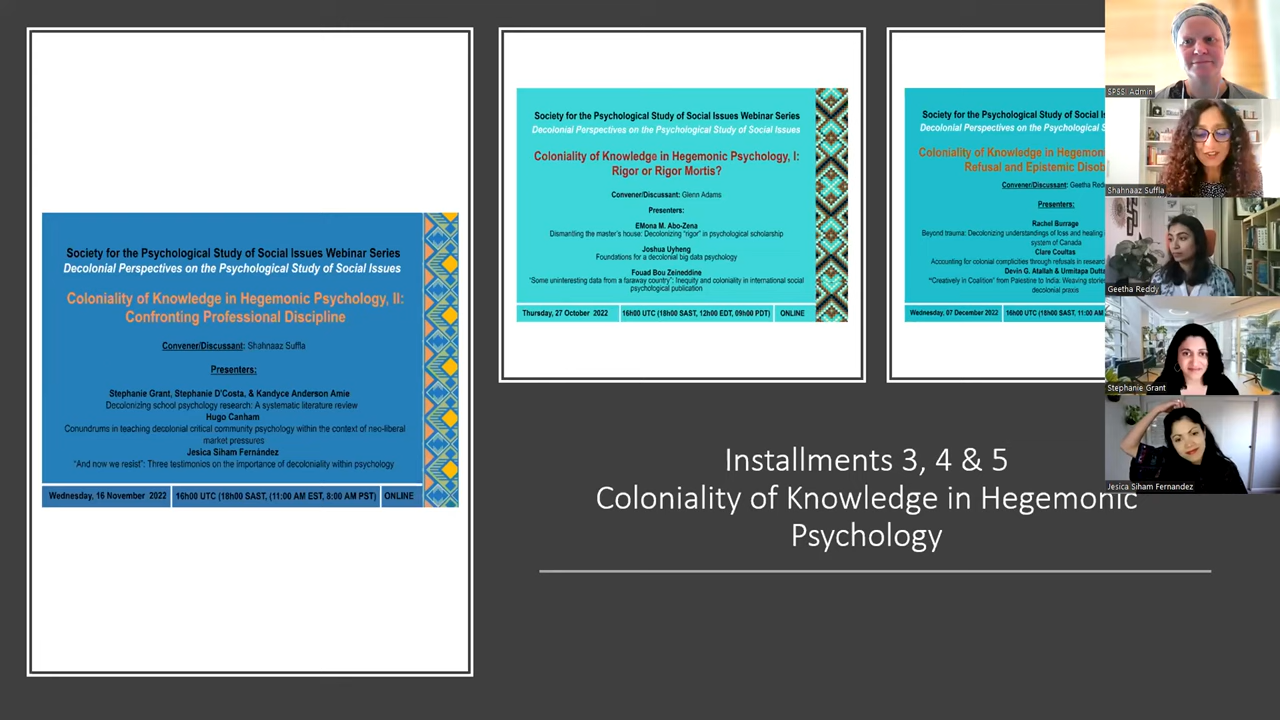 Society for the Psychological Study of Social Issues Webinar Series
Decolonial Perspectives on the Psychological Study of Social Issues
Coloniality of Knowledge in Hegemonic Psychology, II:
Confronting Professional Discipline
Convener/Discussant: Shahnaaz Suffla
Presenters:
Stephanie Grant, Stephanie D'Costa, & Kandyce Anderson Amie
Decolonizing school psychology research: A systematic literature review
Hugo Canham
Conundrums in teaching decolonial critical community psychology within the context of neo-liberal
market pressures
Jesica Siham Fernández
"And now we resist": Three testimonios on the importance of decoloniality within psychology
Wednesday, 16 November 2022
16h00 UTC (18h00 SAST, (11:00 AM EST, 8:00 AM PST)
ONLINE
Society for the Psychological Study of Social Issues Webinar Series
Decolonial Perspectives on the Psychological Study of Social Issues
Coloniality of Knowledge in Hegemonic Psychology, I:
Rigor or Rigor Mortis?
Convener/Discussant: Glenn Adams
Presenters:
EMona M. Abo-Zena
Dismantling the master's house: Decolonizing "rigor" in psychological scholarship
Joshua Uyheng
Foundations for a decolonial big data psychology
Fouad Bou Zeineddine
"Some uninteresting data from a faraway country": Inequity and coloniality in international social
psychological publication
Thursday, 27 October 2022
16h00 UTC (18h00 SAST, 12h00 EDT, 09h00 PDT)
ONLINE
Society for the Psychological Study of Social Is
Decolonial Perspectives on the Psychological S
Coloniality of Knowledge in Hegemon
Refusal and Epistemic Disob
Convener/Discussant: Geetha Redd
Presenters:
Rachel Burrage
Beyond trauma: Decolonizing understandings of loss and healing
system of Canada
Clare Coultas
Accounting for colonial complicities through refusals in research
Devin G. Atallah & Urmitapa Dutta
"Creatively in Coalition" from Palestine to India: Weaving stories
decolonial praxis
Wednesday, 07 December 2022
16h00 UTC (18h00 SAST, 11:00 AM
Installments 3, 4 & 5
Coloniality of Knowledge in Hegemonic
Psychology
SPSSI Admin
Shahnaaz Suffla
Geetha Reddy
Stephanie Grant
Jesica Siham Fernandez